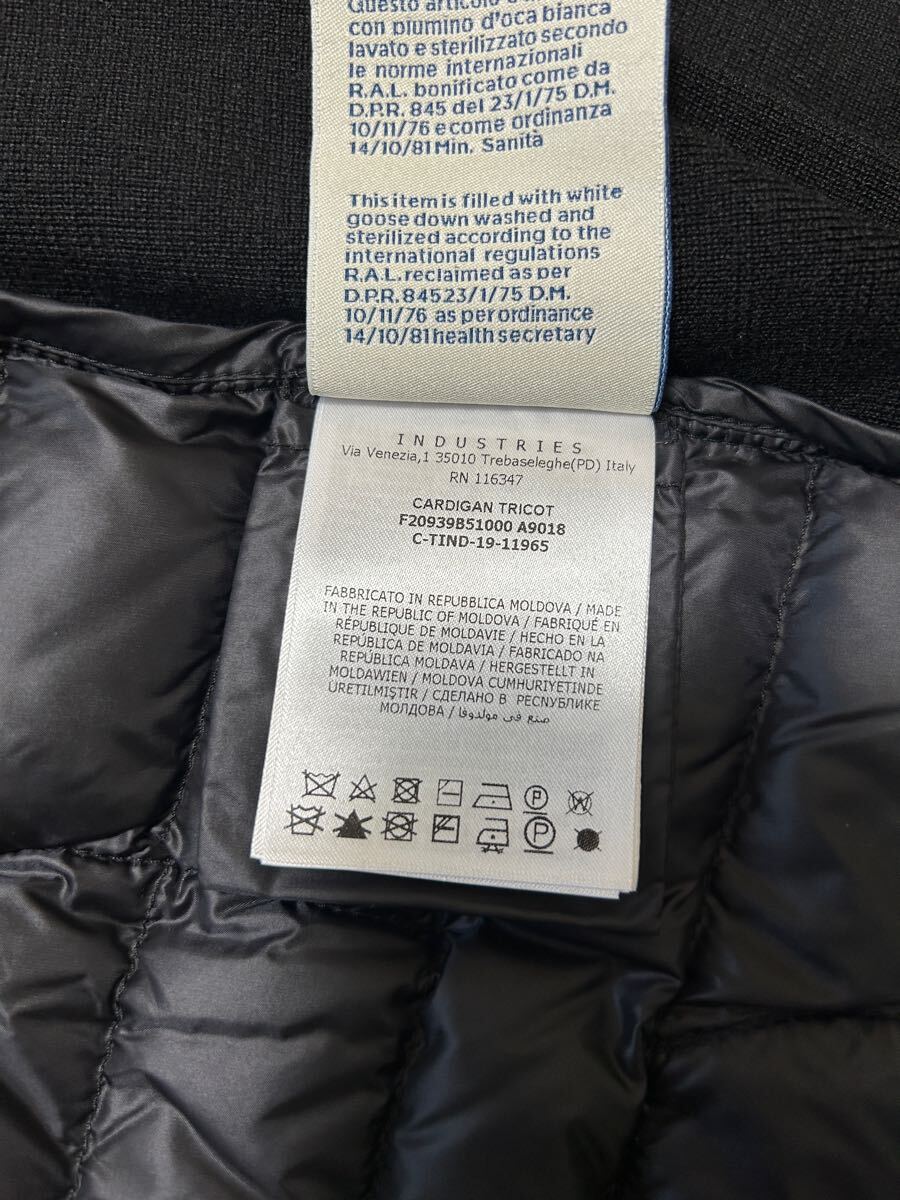 Questo articolo
con piumino d'oca bianca
lavato e sterilizzato secondo
le norme internazionali
R.A.L. bonificato come da
D.P.R. 845 del 23/1/75 D.M.
10/11/76 e come ordinanza
14/10/81 Min. Sanità
This item is filled with white
goose down washed and
sterilized according to the
international regulations
R.A.L. reclaimed as per
D.P.R. 845 23/1/75 D.M.
10/11/76 as per ordinance
14/10/81 health secretary
INDUSTRIES
Via Venezia,1 35010 Trebaseleghe(PD) Italy
RN 116347
CARDIGAN TRICOT
F20939B51000 A9018
C-TIND-19-11965
FABBRICATO IN REPUBBLICA MOLDOVA / MADE
IN THE REPUBLIC OF MOLDOVA / FABRIQUÉ EN
RÉPUBLIQUE DE MOLDAVIE / HECHO EN LA
REPÚBLICA DE MOLDAVIA / FABRICADO NA
REPÚBLICA MOLDAVA / HERGESTELLT IN
MOLDAWIEN / MOLDOVA CUMHURIYETINDE
ÜRETILMIŞTIR / СДЕЛАНО В РЕСПУБЛИКЕ
МОЛДОВА / صنع في مولدوفا
P
W
P